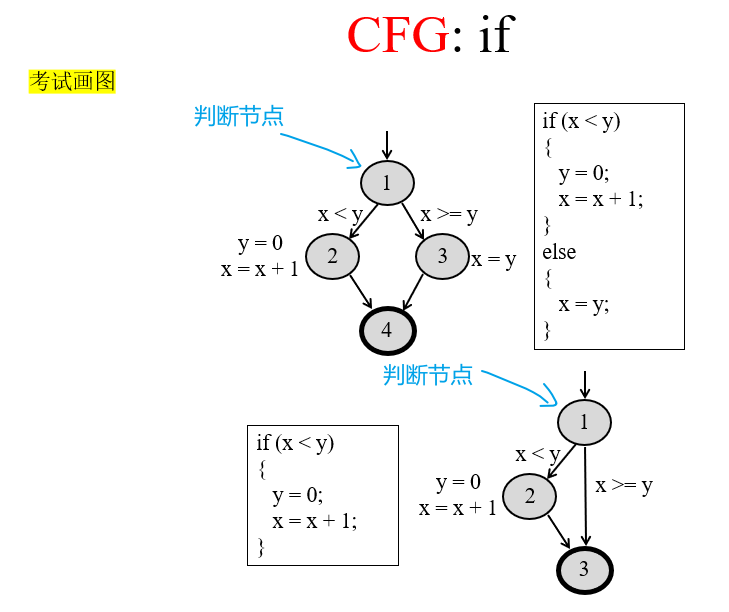 CFG: if
考试画图
判断节点
1
x < y
x >= y
y = 0
x = x + 1
2
3
x = y
4
if (x < y)
{
y = 0;
x = x + 1;
}
else
{
x = y;
}
判断节点
1
x < y
x >= y
y = 0
x = x + 1
2
3
if (x < y)
{
y = 0;
x = x + 1;
}